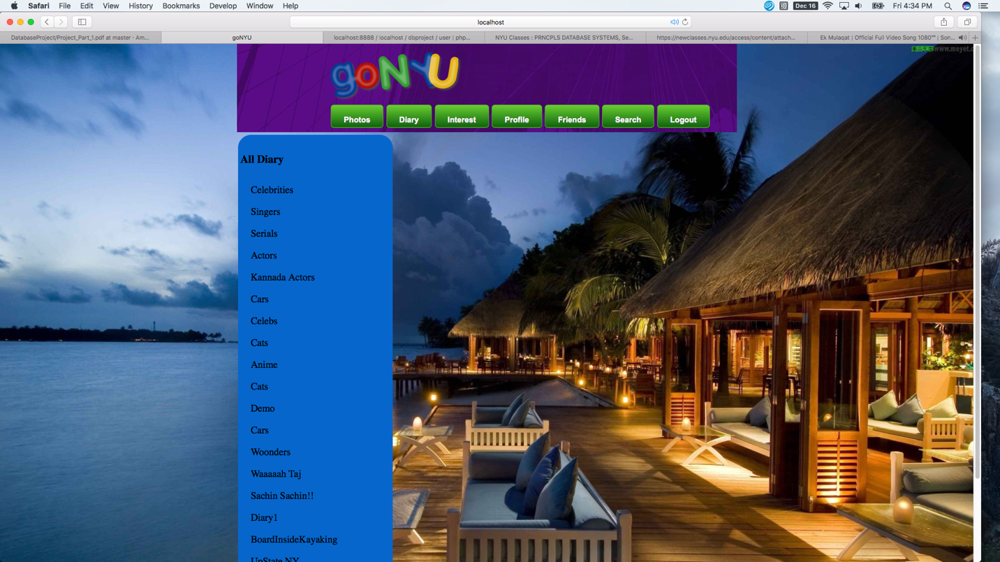 Safari File Edit View History Bookmarks Develop Window Help Dec 16 Fri 4:34 PM
localhost
DatabaseProject/Project_Part_1.pdf at master · Am... goNYU localhost:8888 / localhost / dbproject / user | php... NYU Classes : PRNCPLS DATABASE SYSTEMS, Se... https://newclasses.nyu.edu/access/content/attach... Ek Mulaqat | Official Full Video Song 1080ᴴᴰ | Son...
www.meyet.c
goNYU
Photos Diary Interest Profile Friends Search Logout
All Diary
Celebrities
Singers
Serials
Actors
Kannada Actors
Cars
Celebs
Cats
Anime
Cats
Demo
Cars
Woonders
Waaaaah Taj
Sachin Sachin!!
Diary1
BoardInsideKayaking
UpState NY